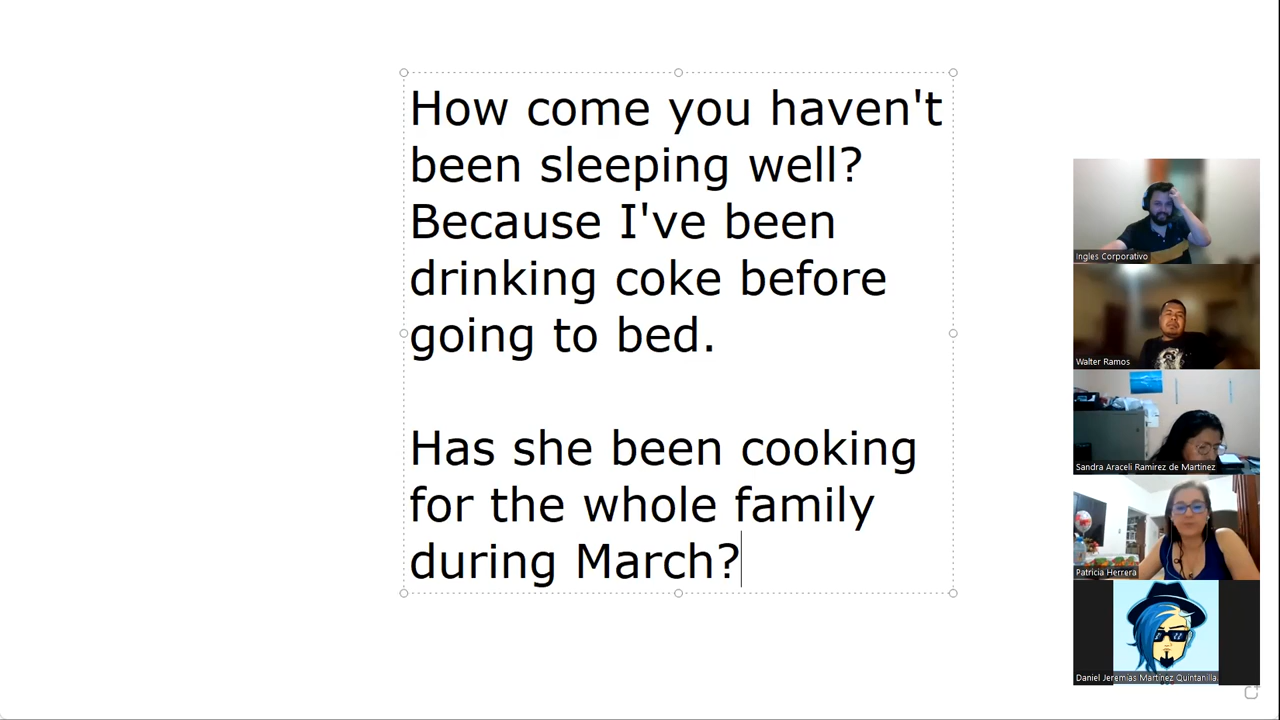 How come you haven't
been sleeping well?
Because I've been
drinking coke before
going to bed.
Has she been cooking
for the whole family
during March?
Ingles Corporativo
Walter Ramos
Sandra Araceli Ramirez de Martinez
Patricia Herrera
Daniel Jeremias Martinez Quintanilla